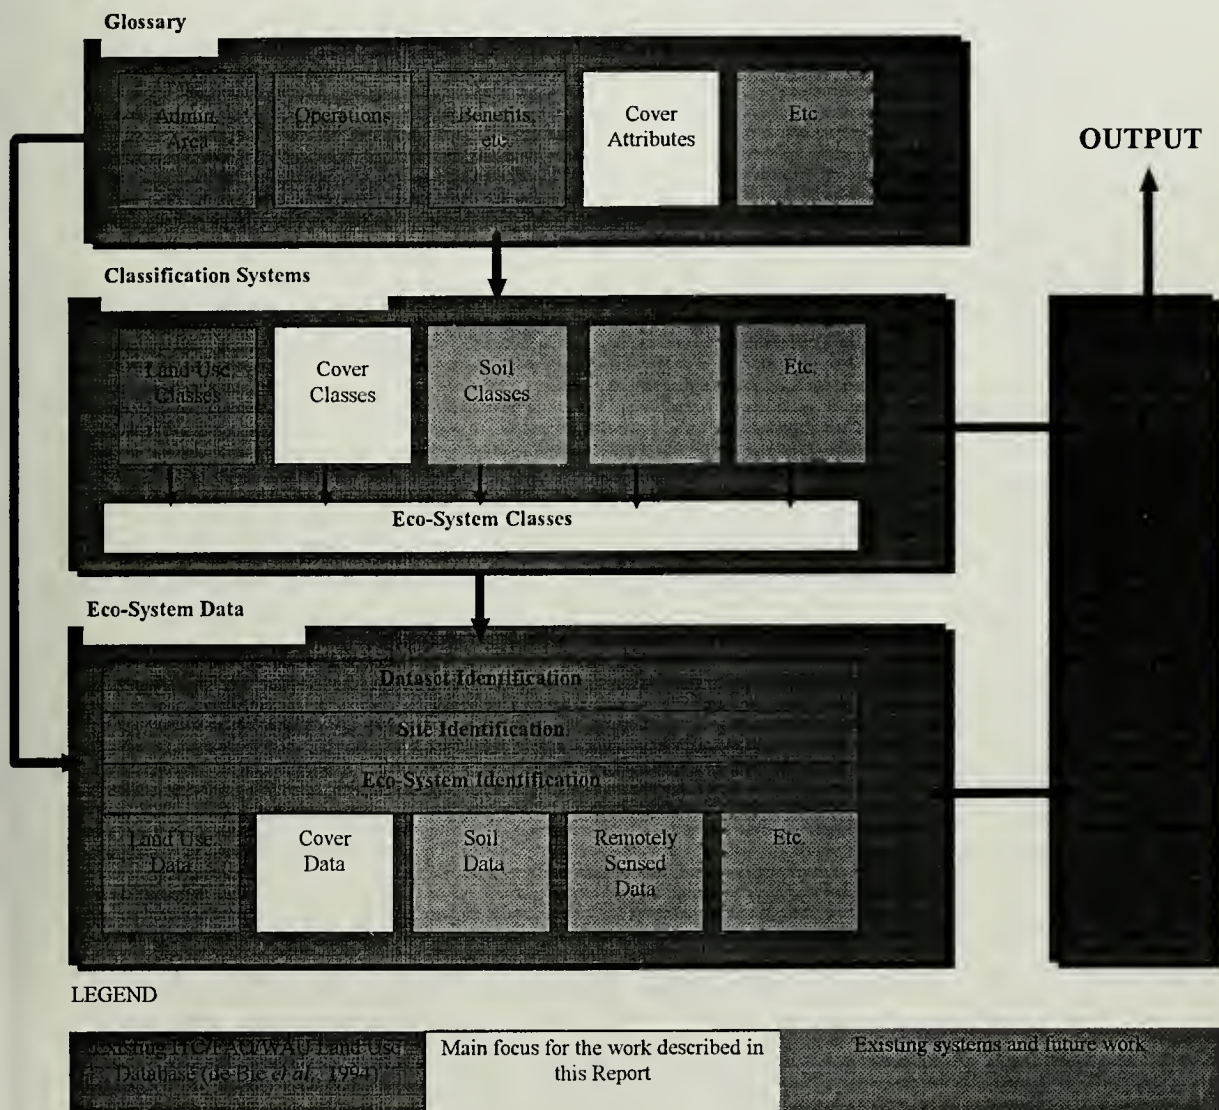 Glossary
Admin.
Area
Operations
Benefits,
etc.
Cover
Attributes
Etc.
OUTPUT
Classification Systems
Land Use
Classes
Cover
Classes
Soil
Classes
Etc.
Eco-System Classes
Eco-System Data
Dataset Identification
Site Identification
Eco-System Identification
Land Use
Data
Cover
Data
Soil
Data
Remotely
Sensed
Data
Etc.
LEGEND
Existing ITC/FAO/WAU Land Use
Database (de Bie et al., 1994)
Main focus for the work described in
this Report
Existing systems and future work